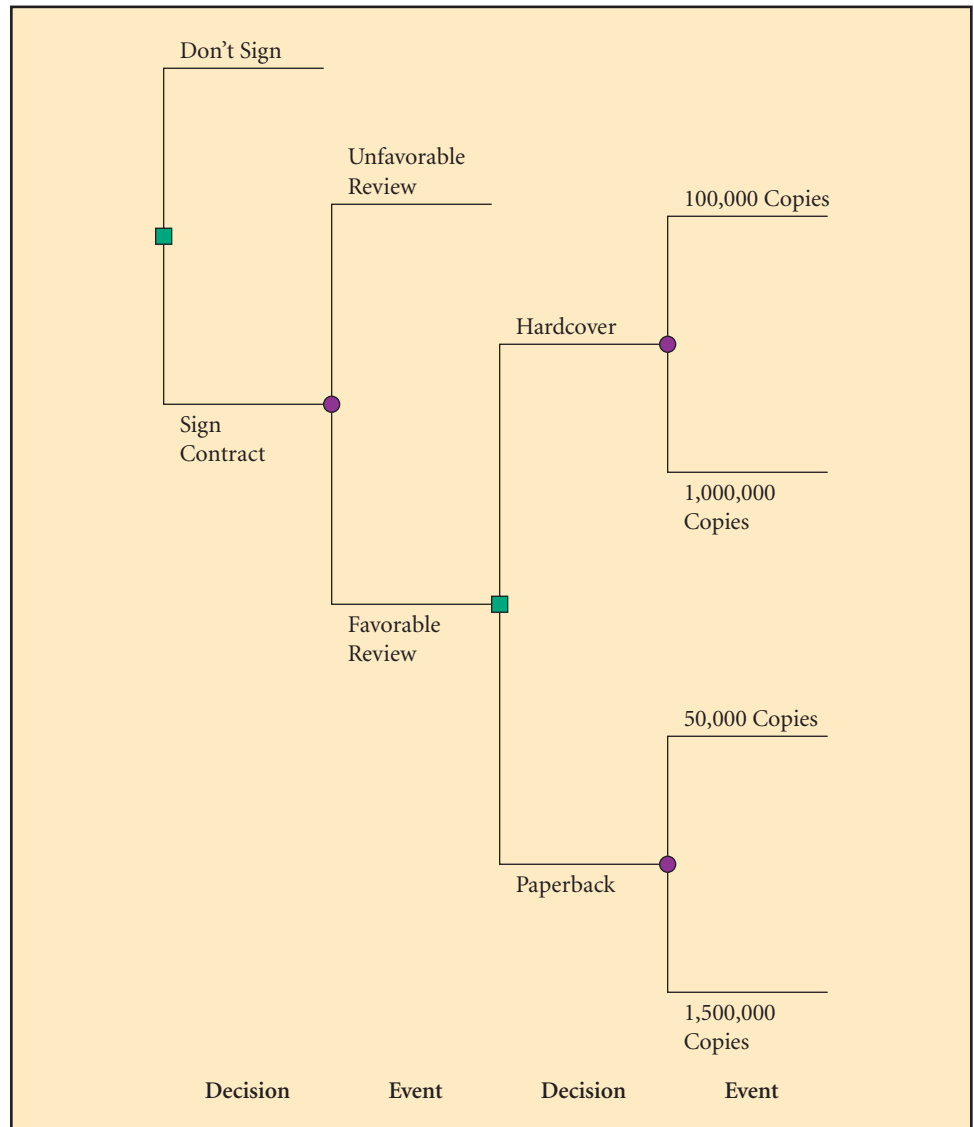 Don’t Sign
Unfavorable
Review
100,000 Copies
Hardcover
Sign
Contract
1,000,000
Copies
Favorable
Review
50,000 Copies
Paperback
1,500,000
Copies
Decision Event Decision Event